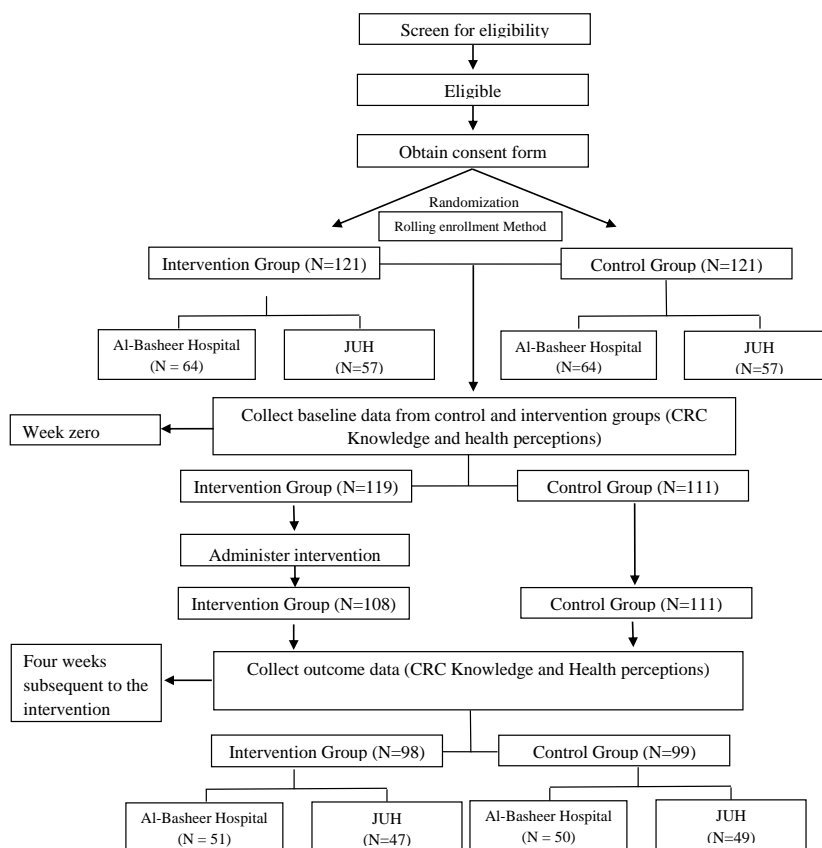 Screen for eligibility
Eligible
Obtain consent form
Randomization
Rolling enrollment Method
Intervention Group (N=121)
Control Group (N=121)
Al-Basheer Hospital
(N = 64)
JUH
(N=57)
Al-Basheer Hospital
(N=64)
JUH
(N=57)
Week zero
Collect baseline data from control and intervention groups (CRC
Knowledge and health perceptions)
Intervention Group (N=119)
Control Group (N=111)
Administer intervention
Intervention Group (N=108)
Control Group (N=111)
Four weeks
subsequent to the
intervention
Collect outcome data (CRC Knowledge and Health perceptions)
Intervention Group (N=98)
Control Group (N=99)
Al-Basheer Hospital
(N = 51)
JUH
(N=47)
Al-Basheer Hospital
(N = 50)
JUH
(N=49)